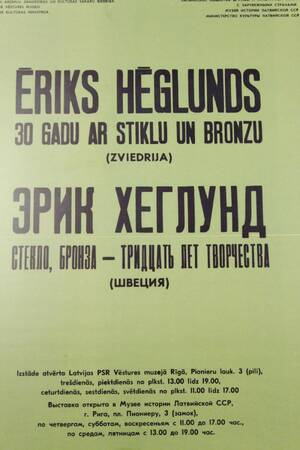 С ЗАРУБЕЖНЫМИ СТРАНАМИ
МУЗЕЙ ИСТОРИИ ЛАТВИЙСКОЙ ССР
МИНИСТЕРСТВО КУЛЬТУРЫ ЛАТВИЙСКОЙ ССР
ĒRIKS HĒGLUNDS
30 GADU AR STIKLU UN BRONZU
(ZVIEDRIJA)
ЭРИК ХЕГЛУНД
СТЕКЛО, БРОНЗА — ТРИДЦАТЬ ЛЕТ ТВОРЧЕСТВА
(ШВЕЦИЯ)
Izstāde atvērta Latvijas PSR Vēstures muzejā Rīgā, Pionieru lauk. 3 (pilī),
trešdienās, piektdienās no plkst. 13.00 līdz 19.00,
ceturtdienās, sestdienās, svētdienās no plkst. 11.00 līdz 17.00
Выставка открыта в Музее истории Латвийской ССР,
г. Рига, пл. Пионеру, 3 (замок),
по четвергам, субботам, воскресеньям с 11.00 до 17.00 час.,
по средам, пятницам с 13.00 до 19.00 час.